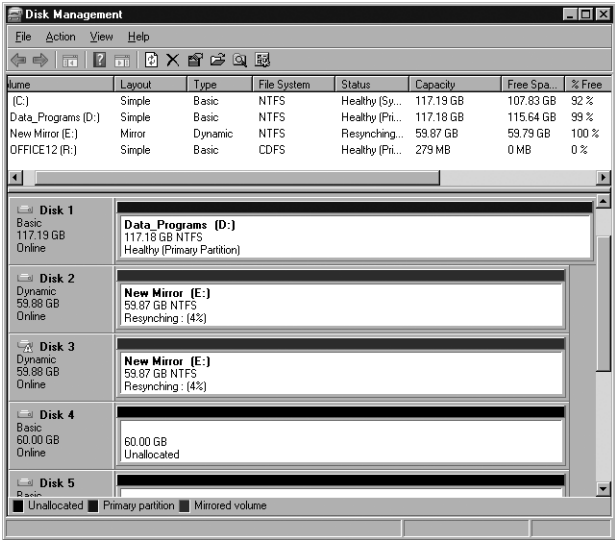 Disk Management
File Action View Help
lume Layout Type File System Status Capacity Free Spa... % Free
(C:) Simple Basic NTFS Healthy (Sy... 117.19 GB 107.83 GB 92 %
Data_Programs (D:) Simple Basic NTFS Healthy (Pri... 117.18 GB 115.64 GB 99 %
New Mirror (E:) Mirror Dynamic NTFS Resynching... 59.87 GB 59.79 GB 100 %
OFFICE12 (R:) Simple Basic CDFS Healthy (Pri... 279 MB 0 MB 0 %
Disk 1
Basic
117.19 GB
Online
Data_Programs (D:)
117.18 GB NTFS
Healthy (Primary Partition)
Disk 2
Dynamic
59.88 GB
Online
New Mirror (E:)
59.87 GB NTFS
Resynching : (4%)
Disk 3
Dynamic
59.88 GB
Online
New Mirror (E:)
59.87 GB NTFS
Resynching : (4%)
Disk 4
Basic
60.00 GB
Online
60.00 GB
Unallocated
Disk 5
Basic
Unallocated Primary partition Mirrored volume